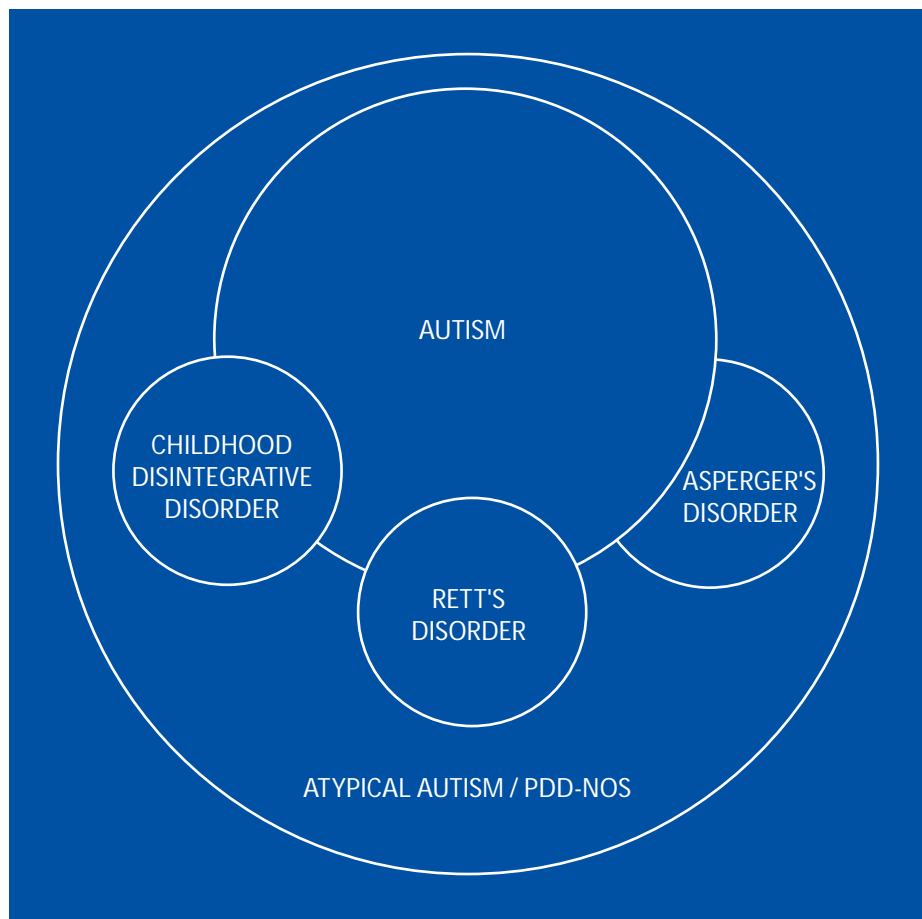 AUTISM
CHILDHOOD
DISINTEGRATIVE
DISORDER
ASPERGER'S
DISORDER
RETT'S
DISORDER
ATYPICAL AUTISM / PDD-NOS